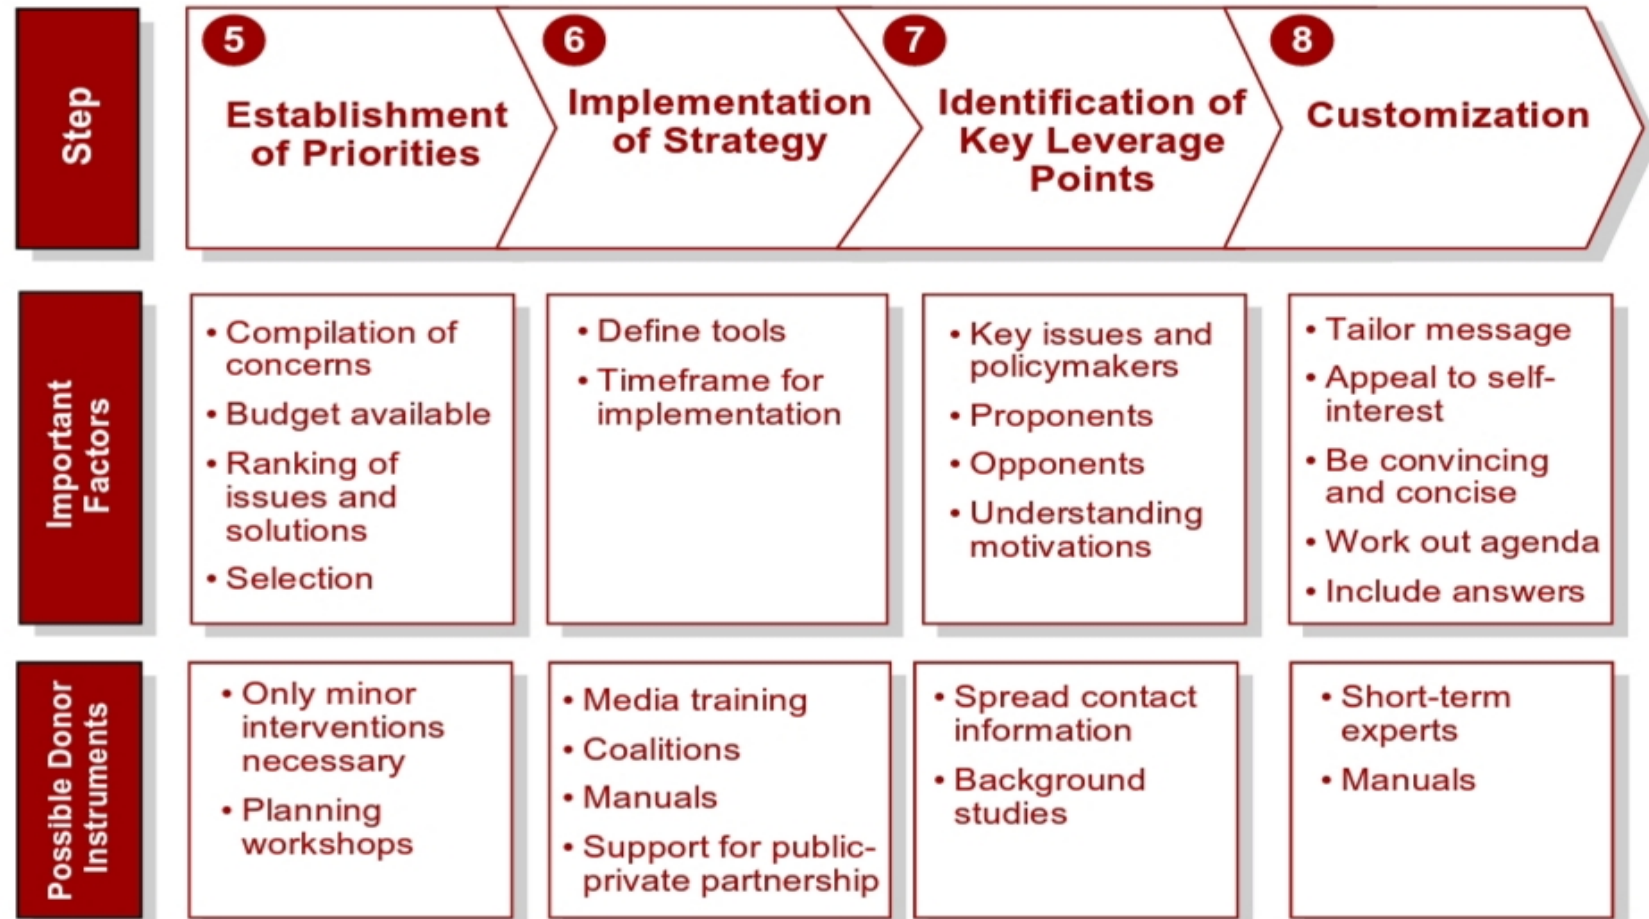 Step
5
Establishment
of Priorities
6
Implementation
of Strategy
7
Identification of
Key Leverage
Points
8
Customization
Important
Factors
• Compilation of
concerns
• Budget available
• Ranking of
issues and
solutions
• Selection
• Define tools
• Timeframe for
implementation
• Key issues and
policymakers
• Proponents
• Opponents
• Understanding
motivations
• Tailor message
• Appeal to self-
interest
• Be convincing
and concise
• Work out agenda
• Include answers
Possible Donor
Instruments
• Only minor
interventions
necessary
• Planning
workshops
• Media training
• Coalitions
• Manuals
• Support for public-
private partnership
• Spread contact
information
• Background
studies
• Short-term
experts
• Manuals